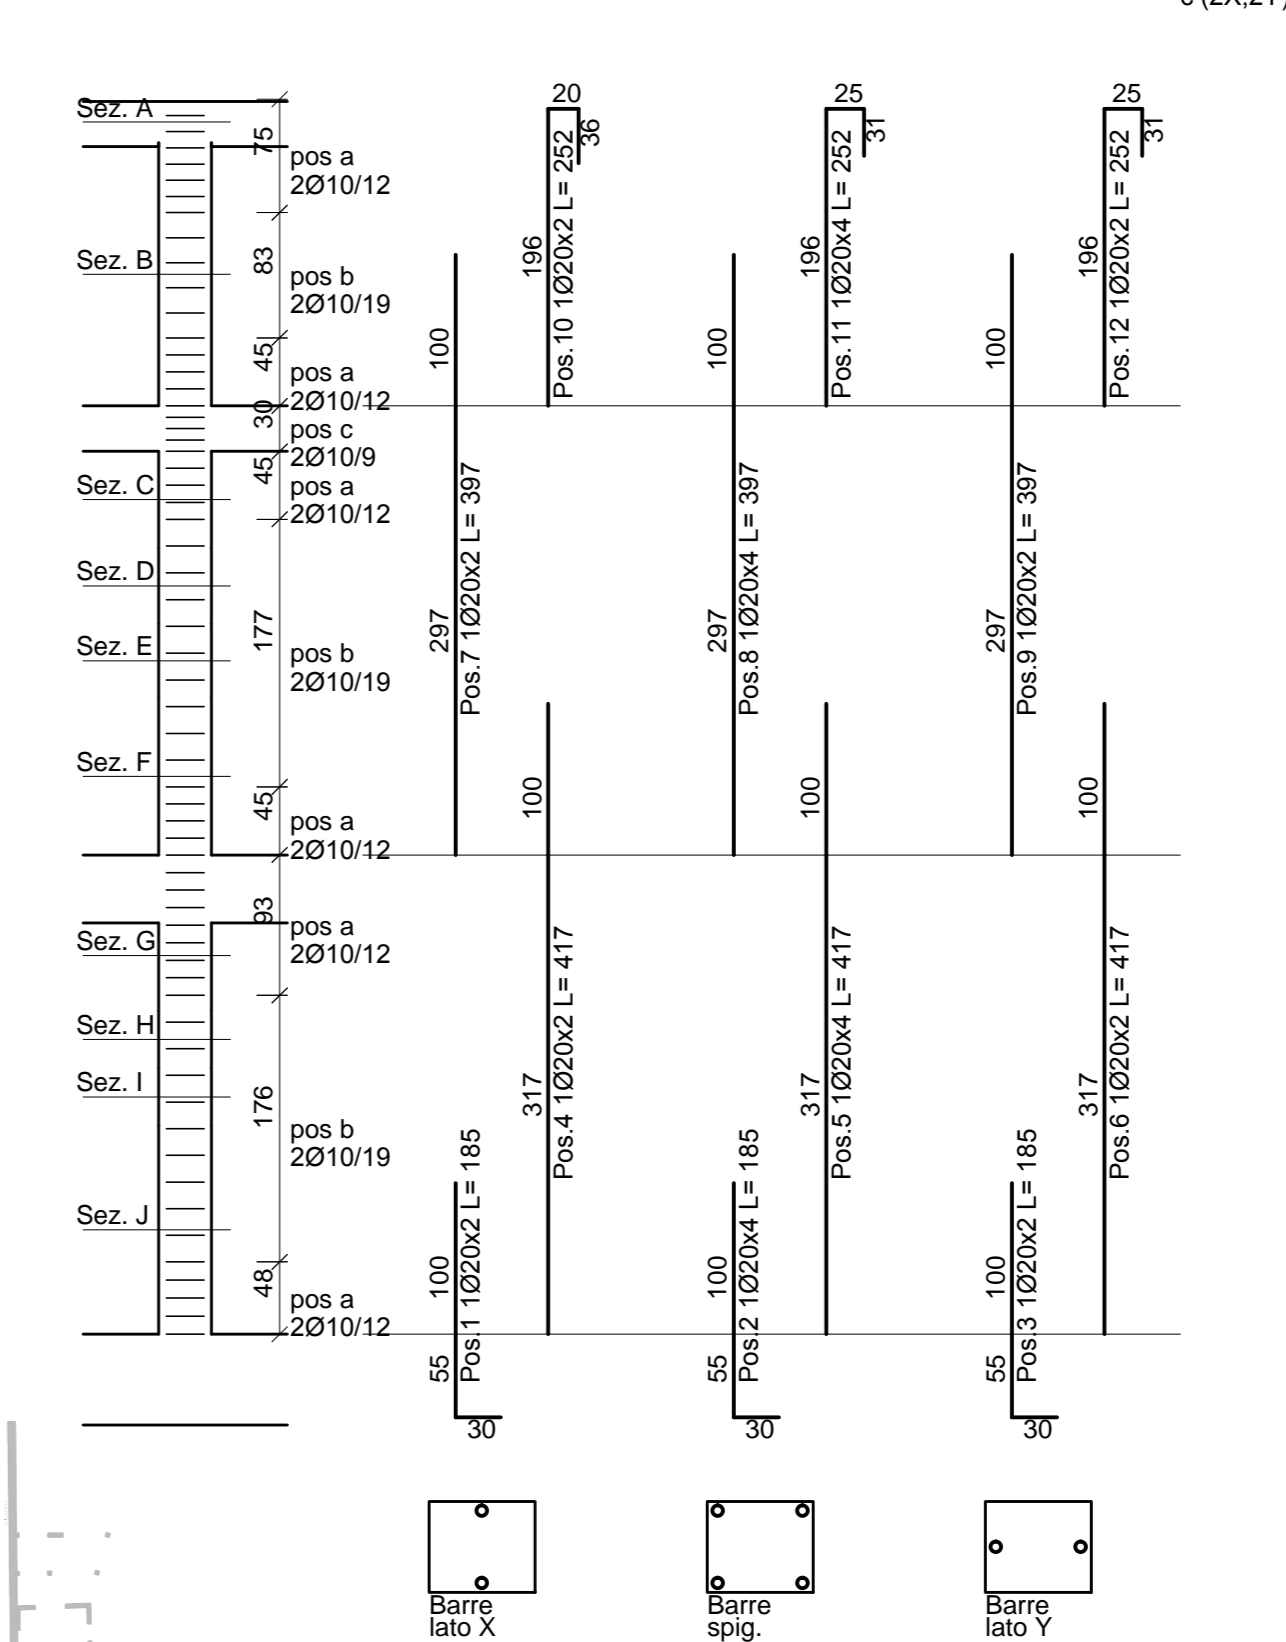 Sez. A
75
pos a
2Ø10/12
Sez. B
83
pos b
2Ø10/19
45
pos a
2Ø10/12
30
pos c
2Ø10/9
Sez. C
45
pos a
2Ø10/12
Sez. D
Sez. E
177
pos b
2Ø10/19
Sez. F
45
pos a
2Ø10/12
93
Sez. G
pos a
2Ø10/12
Sez. H
Sez. I
176
pos b
2Ø10/19
Sez. J
48
pos a
2Ø10/12
20
36
196
Pos.10 1Ø20x2 L= 252
25
31
196
Pos.11 1Ø20x4 L= 252
25
31
196
Pos.12 1Ø20x2 L= 252
100
297
Pos.7 1Ø20x2 L= 397
100
297
Pos.8 1Ø20x4 L= 397
100
297
Pos.9 1Ø20x2 L= 397
100
317
Pos.4 1Ø20x2 L= 417
100
317
Pos.5 1Ø20x4 L= 417
100
317
Pos.6 1Ø20x2 L= 417
100
55
30
Pos.1 1Ø20x2 L= 185
100
55
30
Pos.2 1Ø20x4 L= 185
100
55
30
Pos.3 1Ø20x2 L= 185
Barre
lato X
Barre
spig.
Barre
lato Y